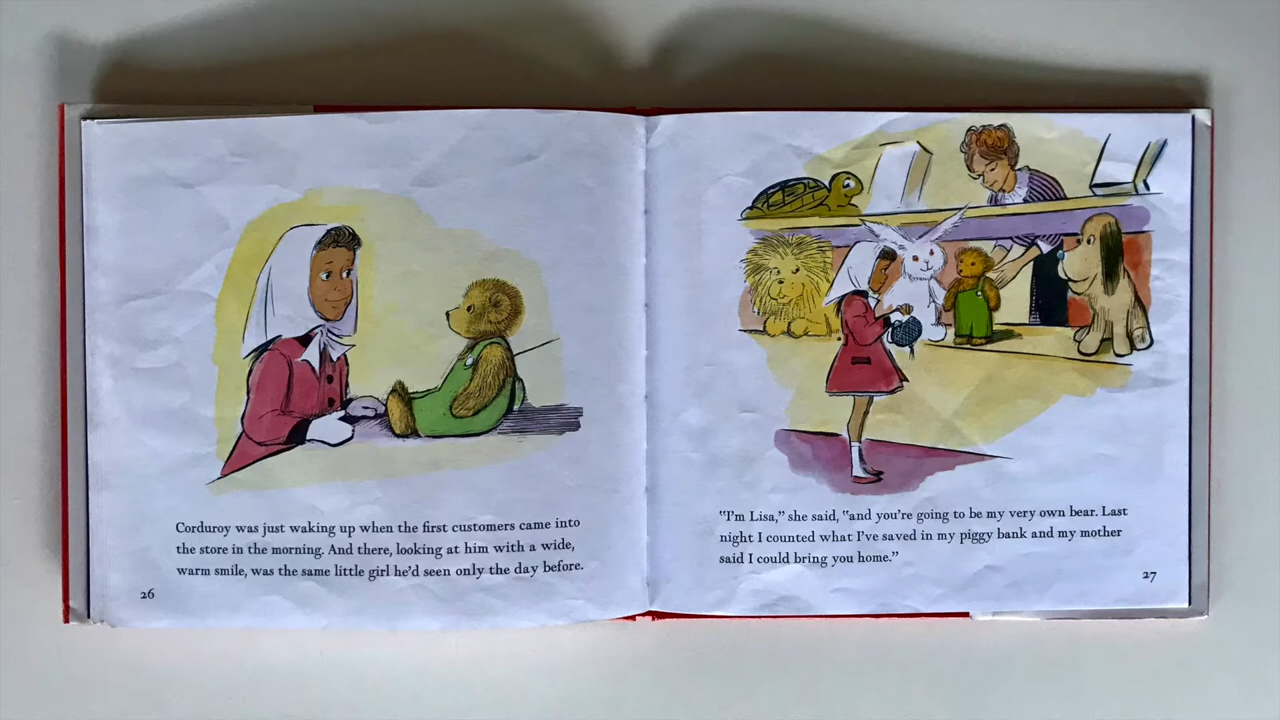 Corduroy was just waking up when the first customers came into
the store in the morning. And there, looking at him with a wide,
warm smile, was the same little girl he'd seen only the day before.
26
"I'm Lisa," she said, "and you're going to be my very own bear. Last
night I counted what I've saved in my piggy bank and my mother
said I could bring you home."
27